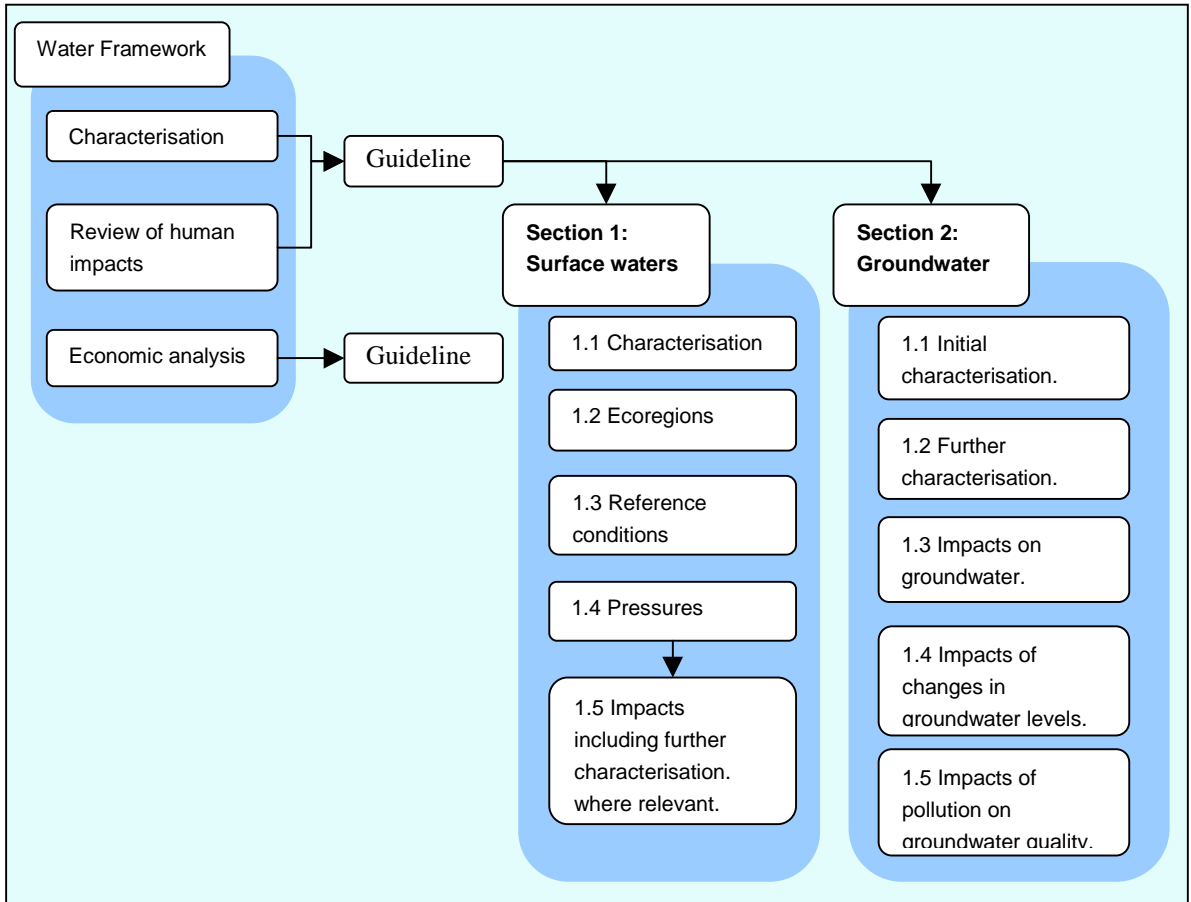 Water Framework
Characterisation
Review of human
impacts
Economic analysis
Guideline
Guideline
Section 1:
Surface waters
1.1 Characterisation
1.2 Ecoregions
1.3 Reference
conditions
1.4 Pressures
1.5 Impacts
including further
characterisation.
where relevant.
Section 2:
Groundwater
1.1 Initial
characterisation.
1.2 Further
characterisation.
1.3 Impacts on
groundwater.
1.4 Impacts of
changes in
groundwater levels.
1.5 Impacts of
pollution on
groundwater quality.